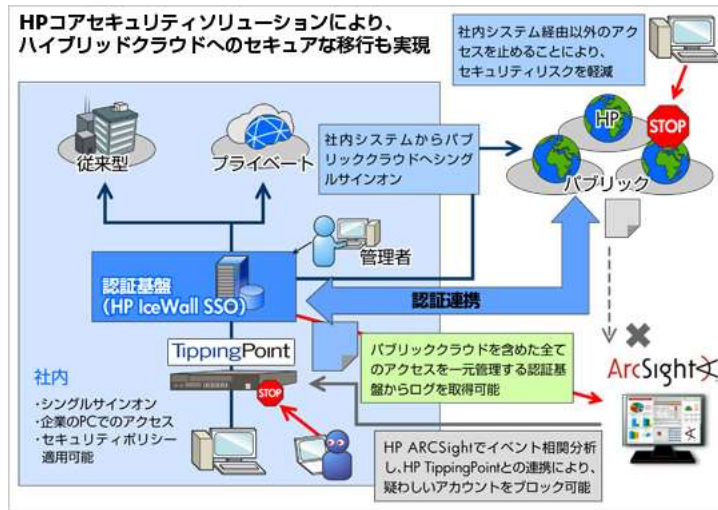 HPコアセキュリティソリューションにより、
ハイブリッドクラウドへのセキュアな移行も実現
社内システム経由以外のアク
セスを止めることにより、
セキュリティリスクを軽減
HP
STOP
パブリック
従来型
プライベート
社内システムからパブ
リッククラウドへシング
ルサインオン
管理者
認証基盤
(HP IceWall SSO)
認証連携
TippingPoint
パブリッククラウドを含めた全て
のアクセスを一元管理する認証基
盤からログを取得可能
ArcSight
社内
・シングルサインオン
・企業のPCでのアクセス
・セキュリティポリシー
適用可能
STOP
HP ARCSightでイベント相関分析
し、HP TippingPointとの連携により、
疑わしいアカウントをブロック可能